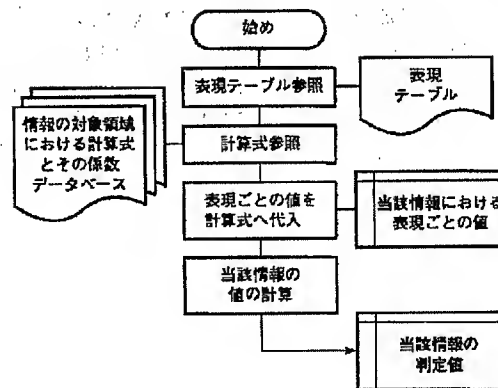 始め
表現テーブル参照
表現
テーブル
情報の対象領域
における計算式
とその係数
データベース
計算式参照
表現ごとの値を
計算式へ代入
当該情報における
表現ごとの値
当該情報の
値の計算
当該情報の
判定値